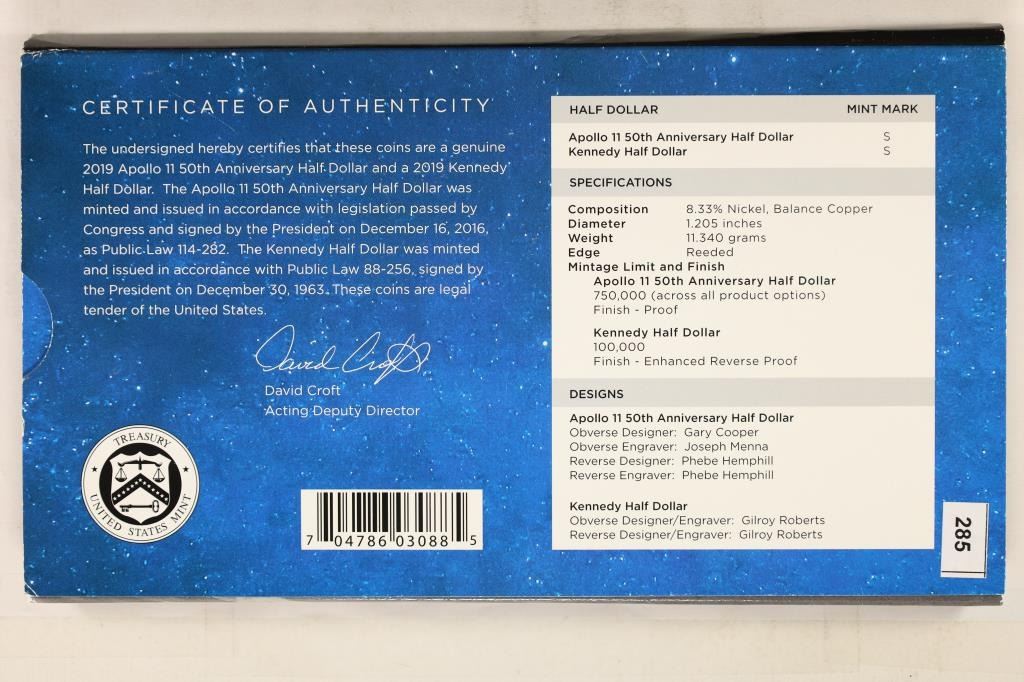 CERTIFICATE OF AUTHENTICITY
The undersigned hereby certifies that these coins are a genuine
2019 Apollo 11 50th Anniversary Half Dollar and a 2019 Kennedy
Half Dollar. The Apollo 11 50th Anniversary Half Dollar was
minted and issued in accordance with legislation passed by
Congress and signed by the President on December 16, 2016,
as Public Law 114-282. The Kennedy Half Dollar was minted
and issued in accordance with Public Law 88-256, signed by
the President on December 30, 1963. These coins are legal
tender of the United States.
David Croft
David Croft
Acting Deputy Director
TREASURY
UNITED STATES MINT
7 04786 03088 5
HALF DOLLAR MINT MARK
Apollo 11 50th Anniversary Half Dollar S
Kennedy Half Dollar S
SPECIFICATIONS
Composition 8.33% Nickel, Balance Copper
Diameter 1.205 inches
Weight 11.340 grams
Edge Reeded
Mintage Limit and Finish
Apollo 11 50th Anniversary Half Dollar
750,000 (across all product options)
Finish - Proof
Kennedy Half Dollar
100,000
Finish - Enhanced Reverse Proof
DESIGNS
Apollo 11 50th Anniversary Half Dollar
Obverse Designer: Gary Cooper
Obverse Engraver: Joseph Menna
Reverse Designer: Phebe Hemphill
Reverse Engraver: Phebe Hemphill
Kennedy Half Dollar
Obverse Designer/Engraver: Gilroy Roberts
Reverse Designer/Engraver: Gilroy Roberts
285